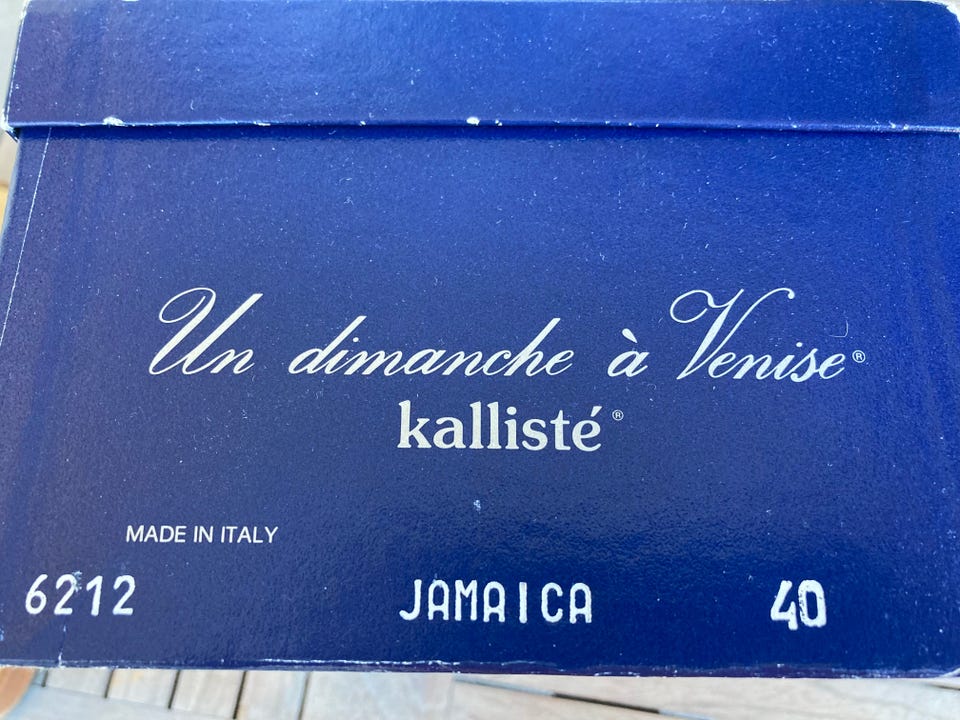 Un dimanche à Venise®
kallisté®
MADE IN ITALY
6212 JAMAICA 40